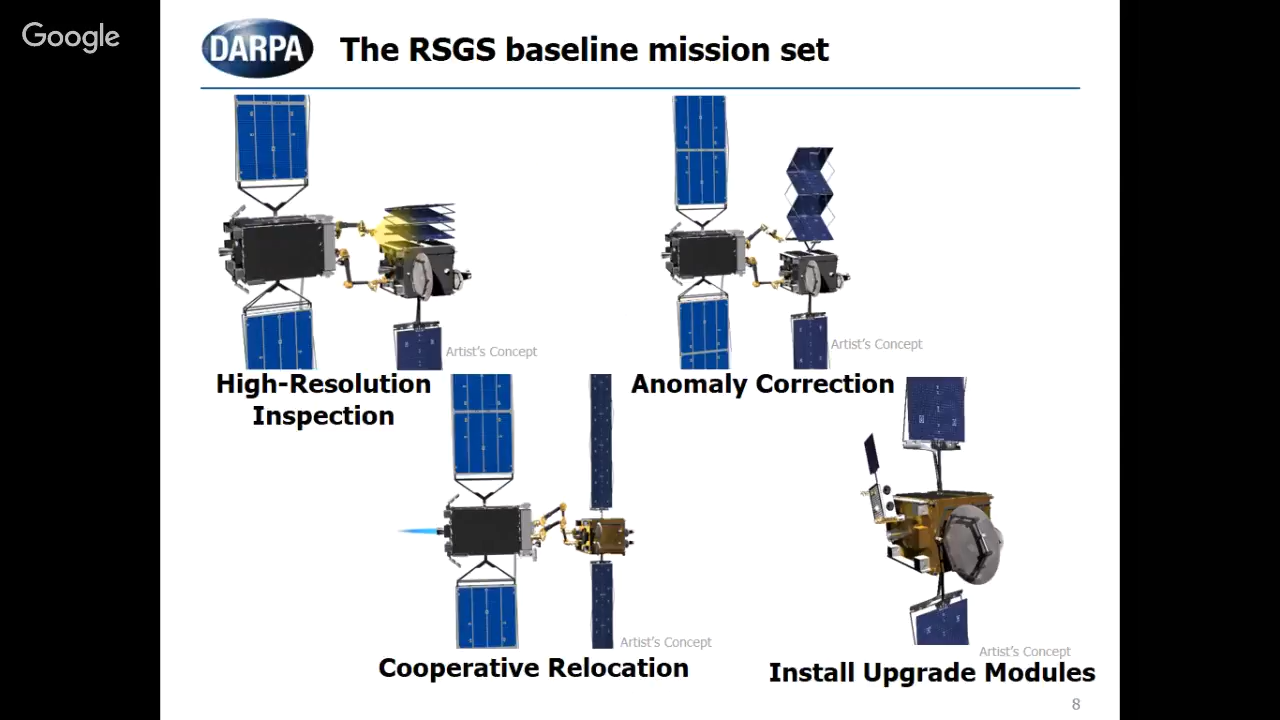 Google
DARPA
The RSGS baseline mission set
Artist's Concept
Artist's Concept
High-Resolution
Inspection
Anomaly Correction
Artist's Concept
Cooperative Relocation
Artist's Concept
Install Upgrade Modules
8